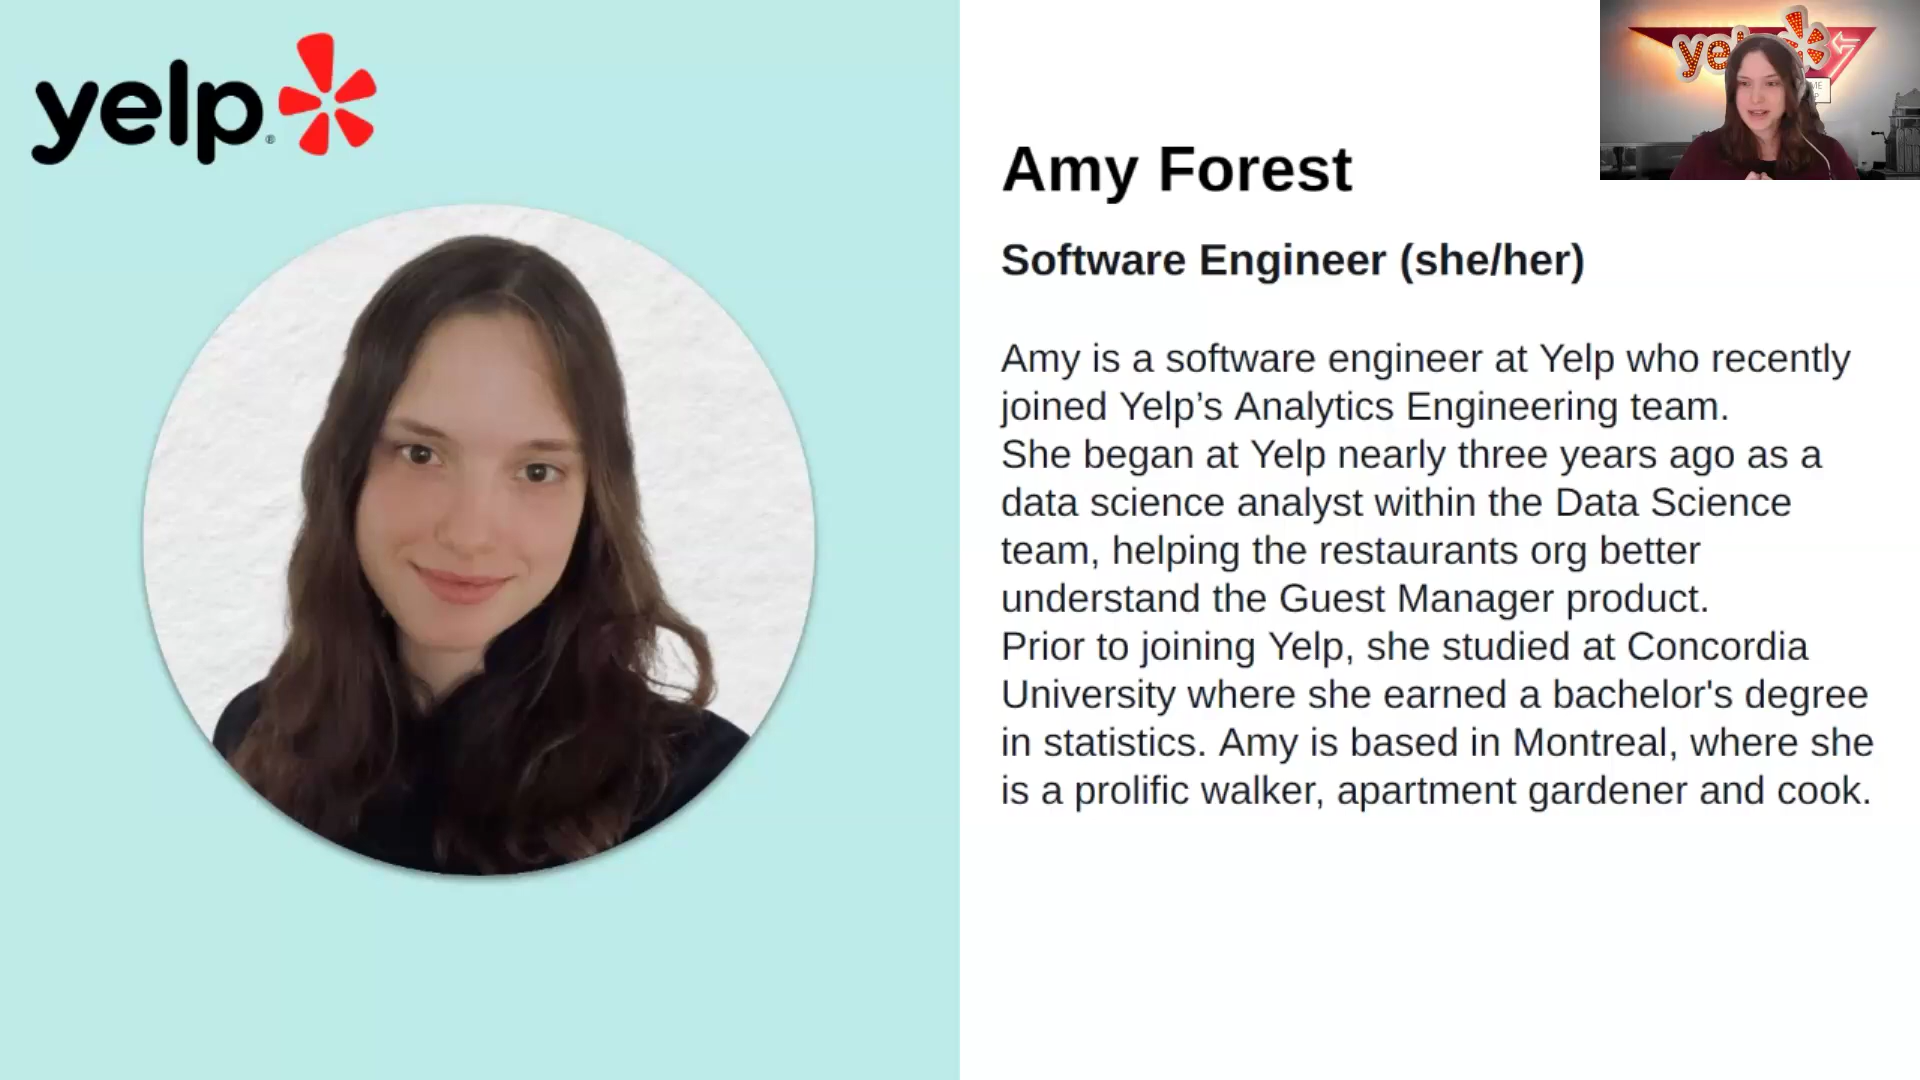 yelp®
Amy Forest
Software Engineer (she/her)
Amy is a software engineer at Yelp who recently
joined Yelp’s Analytics Engineering team.
She began at Yelp nearly three years ago as a
data science analyst within the Data Science
team, helping the restaurants org better
understand the Guest Manager product.
Prior to joining Yelp, she studied at Concordia
University where she earned a bachelor's degree
in statistics. Amy is based in Montreal, where she
is a prolific walker, apartment gardener and cook.